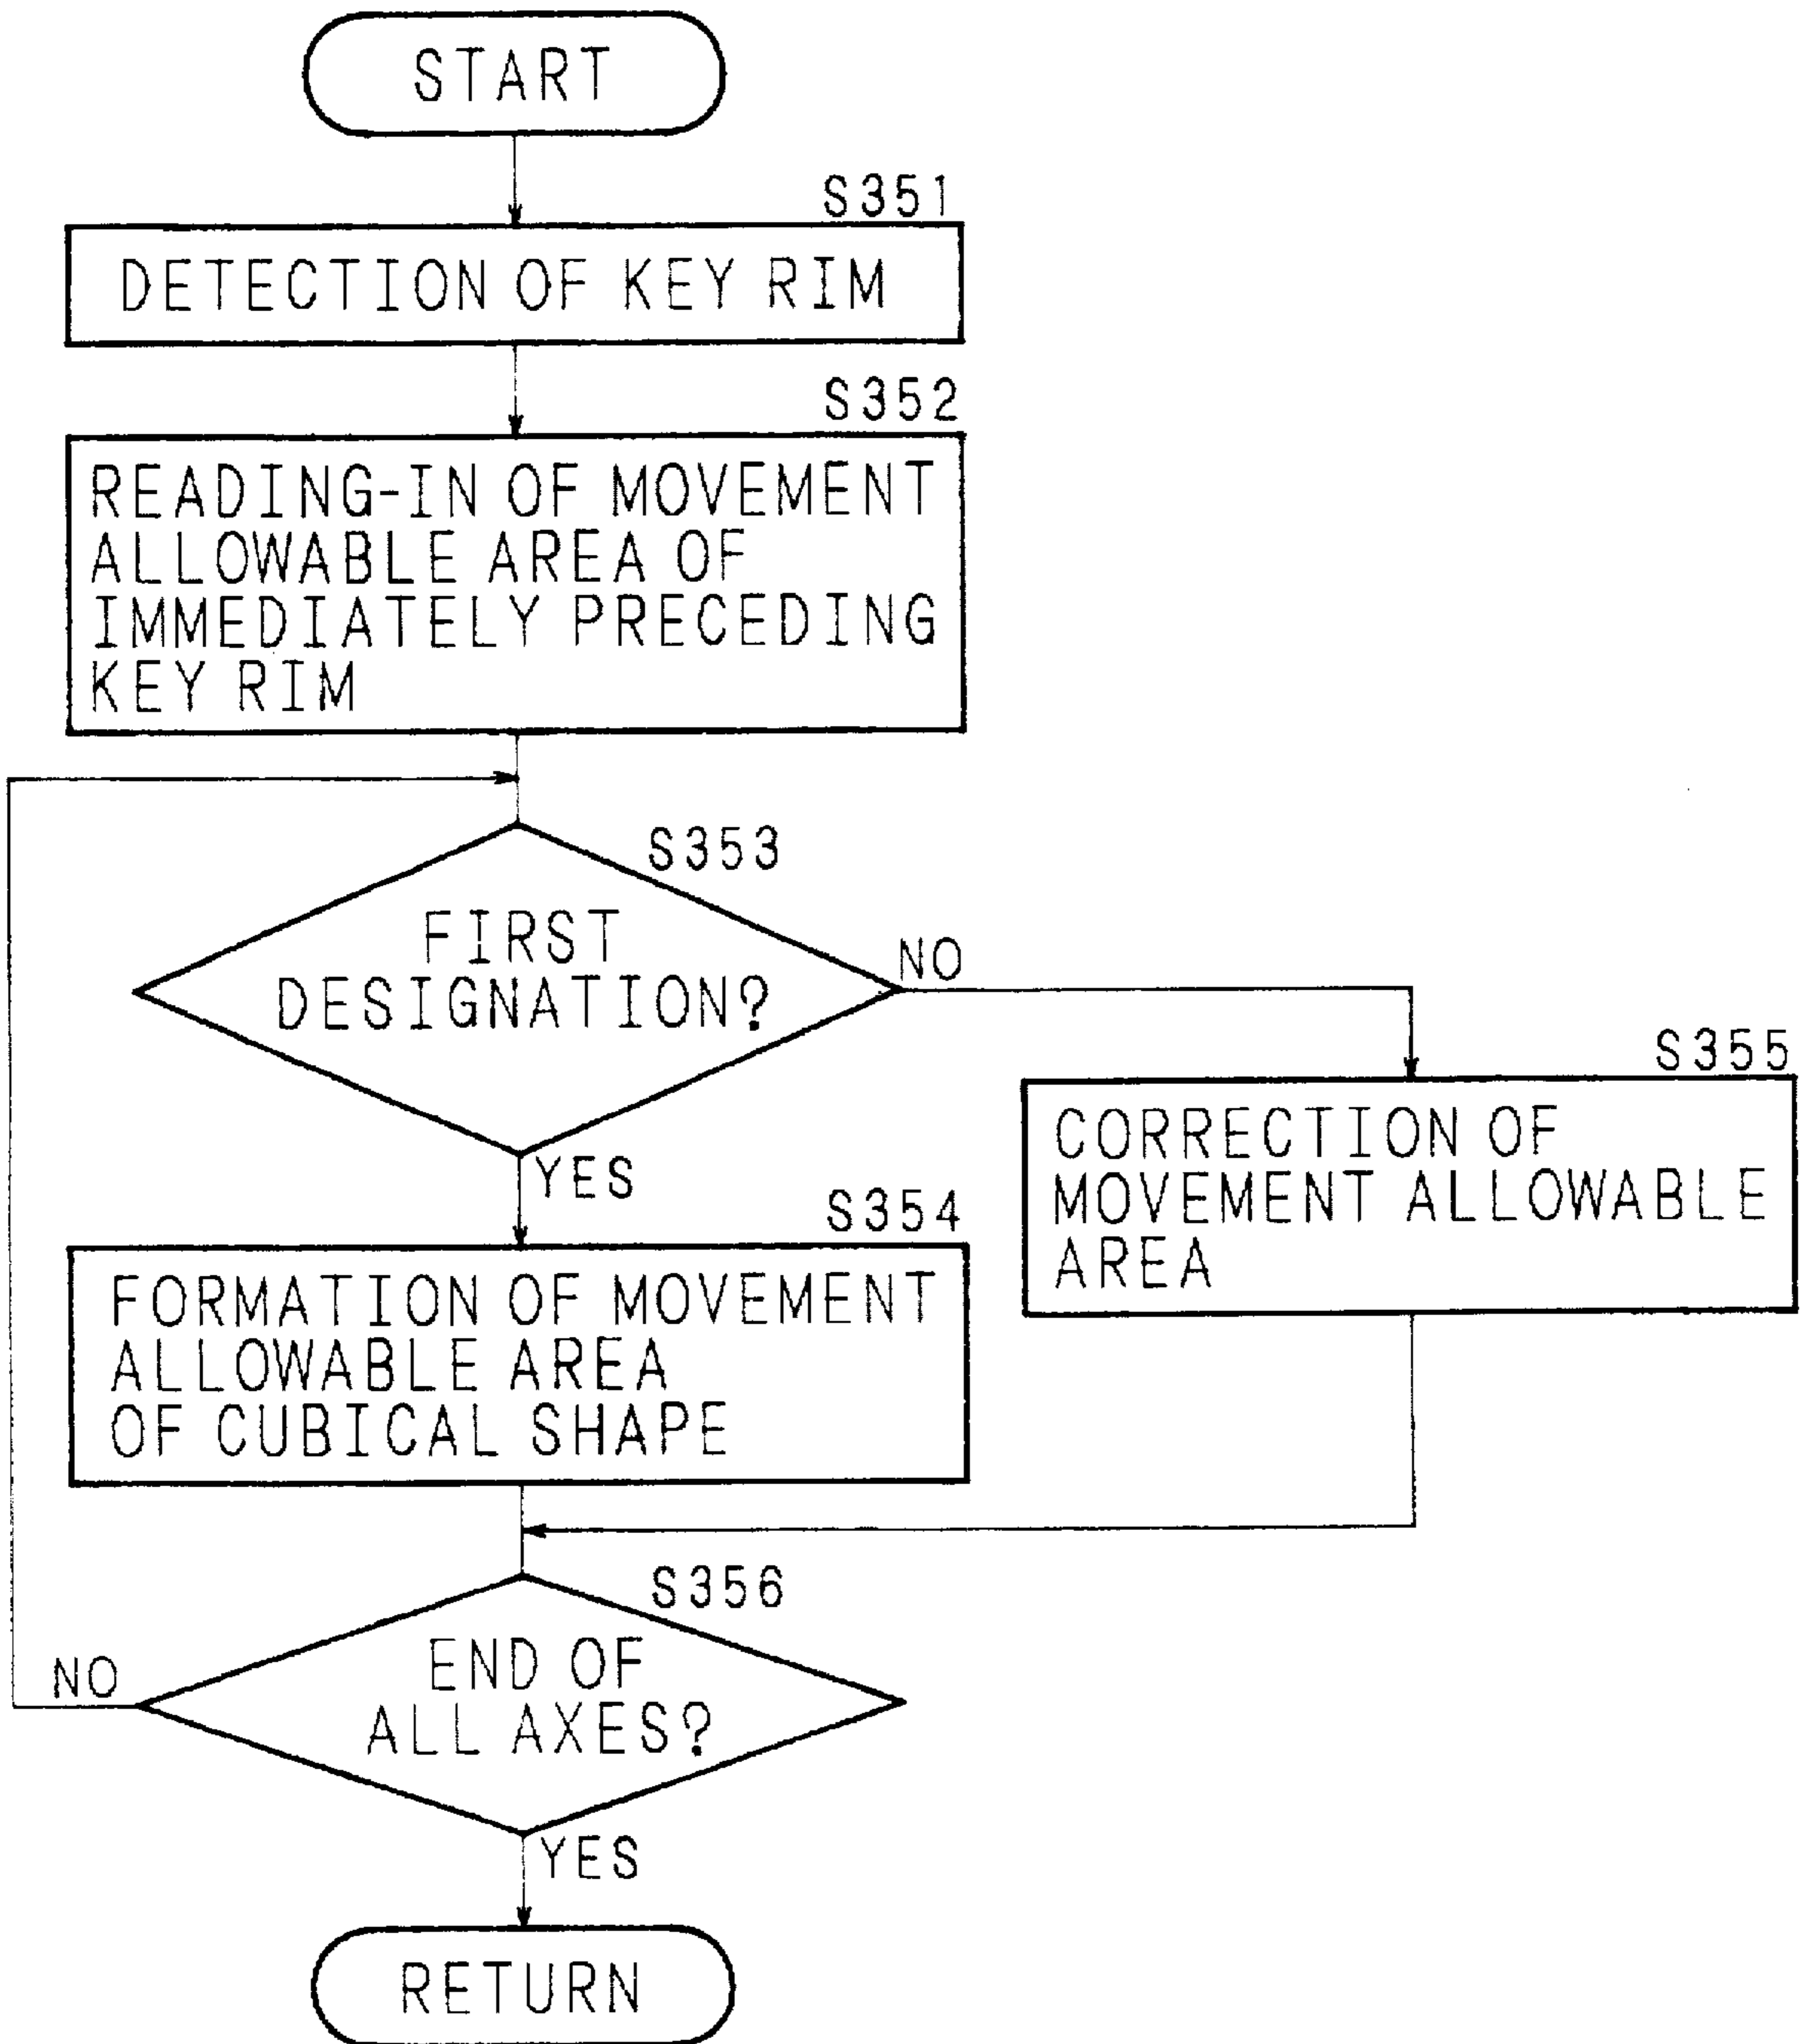 START
S351
DETECTION OF KEY RIM
S352
READING-IN OF MOVEMENT
ALLOWABLE AREA OF
IMMEDIATELY PRECEDING
KEY RIM
S353
FIRST
DESIGNATION?
NO
YES
S355
CORRECTION OF
MOVEMENT ALLOWABLE
AREA
S354
FORMATION OF MOVEMENT
ALLOWABLE AREA
OF CUBICAL SHAPE
S356
END OF
ALL AXES?
NO
YES
RETURN